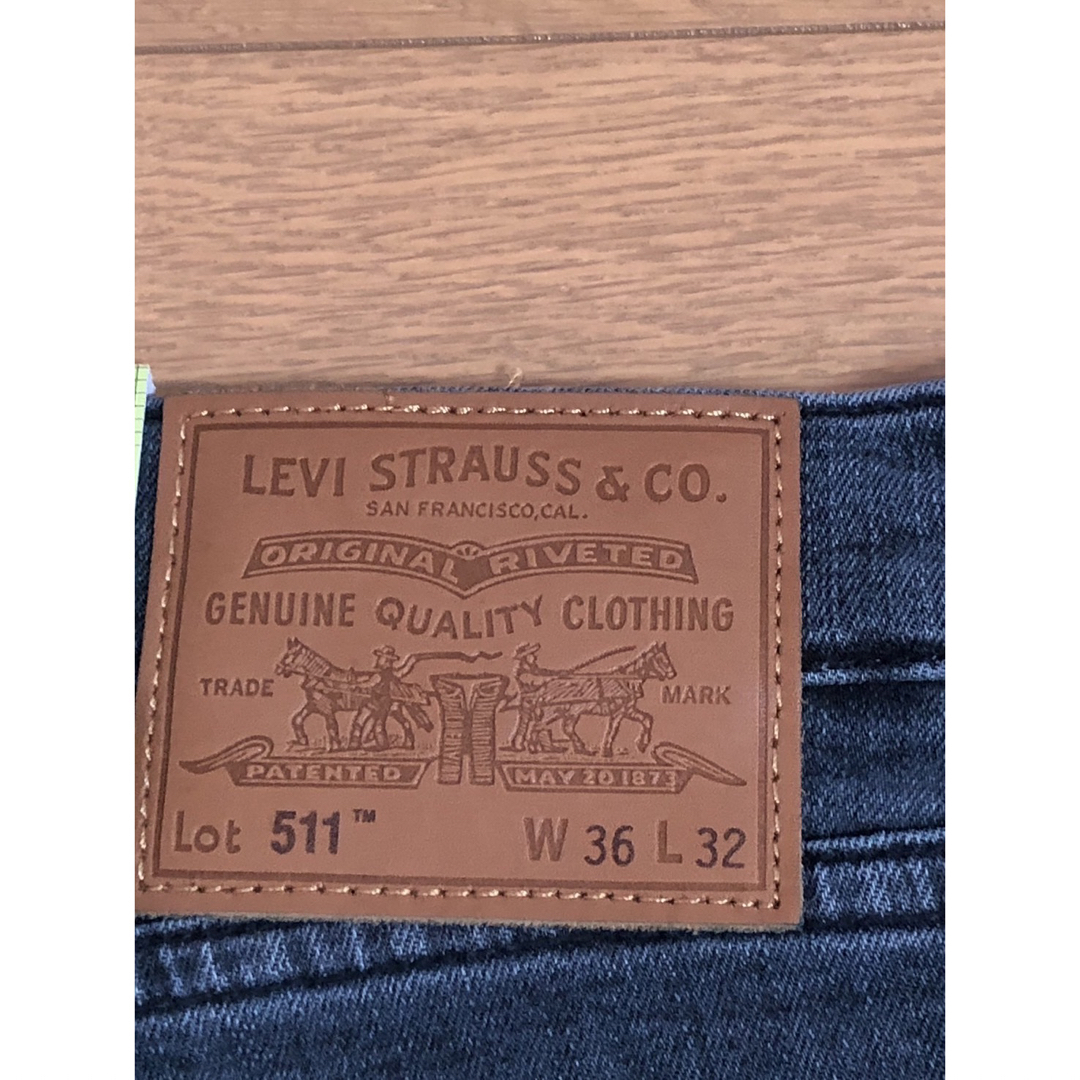 LEVI STRAUSS & CO.
SAN FRANCISCO, CAL.
ORIGINAL RIVETED
GENUINE QUALITY CLOTHING
TRADE MARK
PATENTED MAY 20 1873
Lot 511™ W 36 L 32